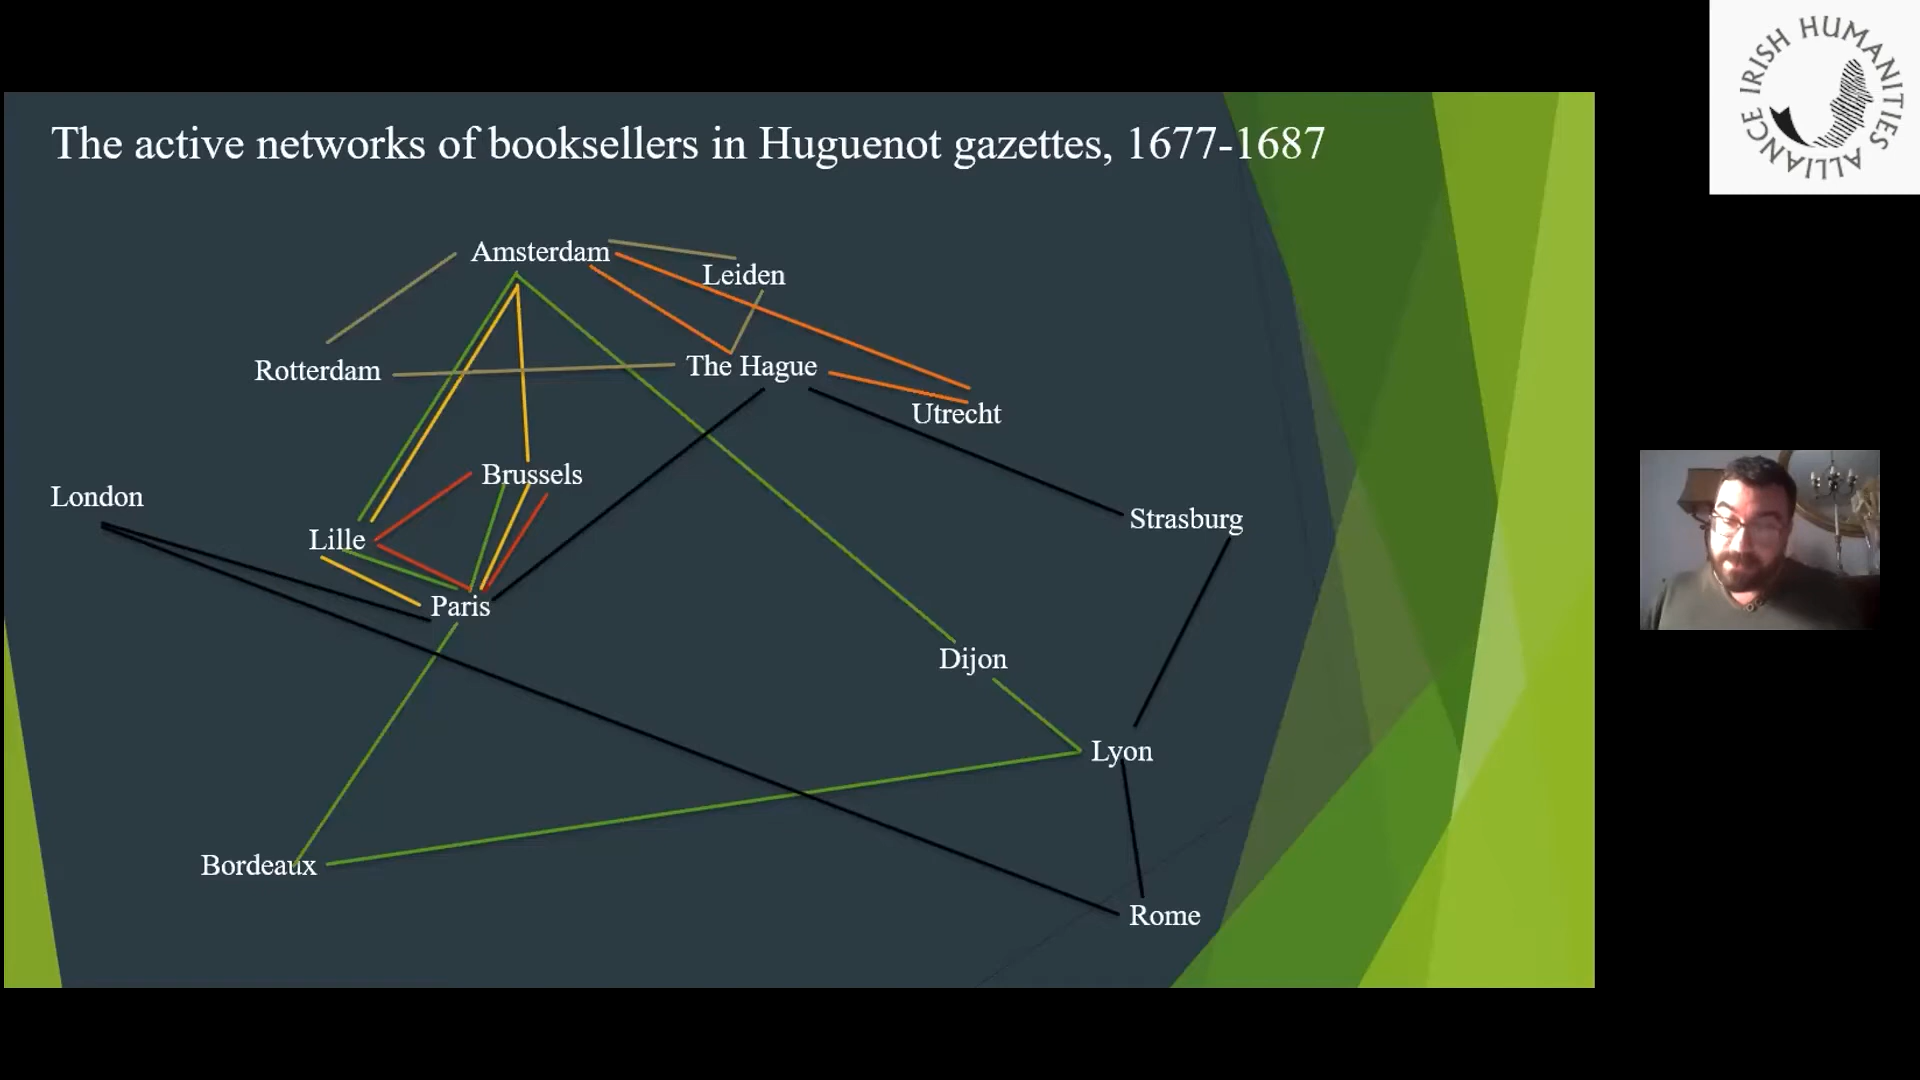 The active networks of booksellers in Huguenot gazettes, 1677-1687
Amsterdam
Leiden
Rotterdam
The Hague
Utrecht
Brussels
London
Lille
Strasburg
Paris
Dijon
Lyon
Bordeaux
Rome
IRISH HUMANITIES ALLIANCE